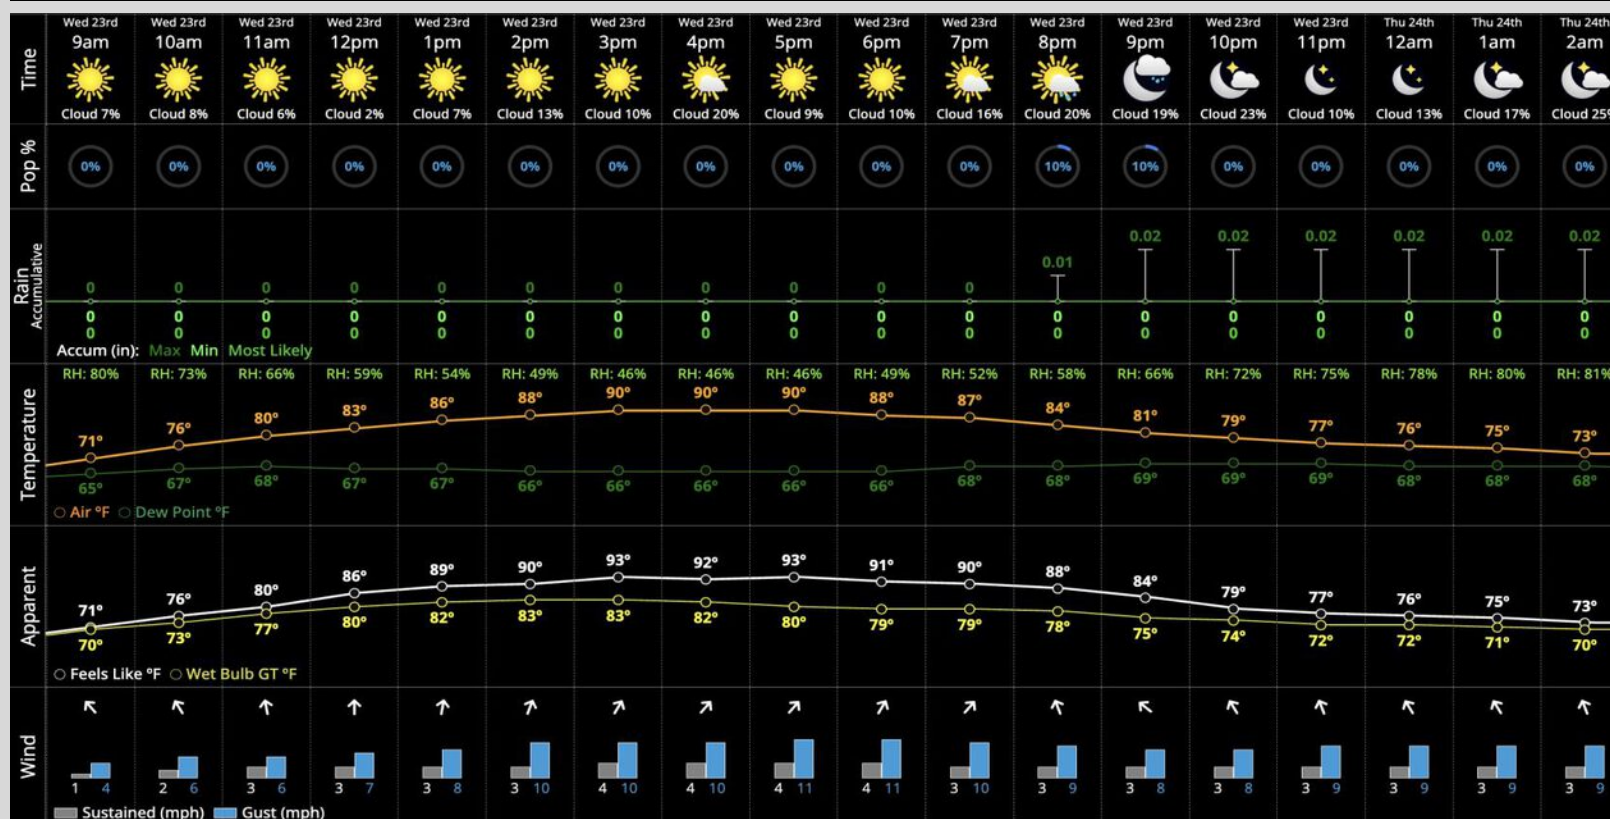 Time
Wed 23rd Wed 23rd Wed 23rd Wed 23rd Wed 23rd Wed 23rd Wed 23rd Wed 23rd Wed 23rd Wed 23rd Wed 23rd Wed 23rd Wed 23rd Wed 23rd Wed 23rd Thu 24th Thu 24th Thu 24th
9am 10am 11am 12pm 1pm 2pm 3pm 4pm 5pm 6pm 7pm 8pm 9pm 10pm 11pm 12am 1am 2am
Cloud 7% Cloud 8% Cloud 6% Cloud 2% Cloud 7% Cloud 13% Cloud 10% Cloud 20% Cloud 9% Cloud 10% Cloud 16% Cloud 20% Cloud 19% Cloud 23% Cloud 10% Cloud 13% Cloud 17% Cloud 25%
Pop %
0% 0% 0% 0% 0% 0% 0% 0% 0% 0% 0% 10% 10% 0% 0% 0% 0% 0%
Rain
Accumulative
0 0 0 0 0 0 0 0 0 0 0 0.01 0.02 0.02 0.02 0.02 0.02 0.02
0 0 0 0 0 0 0 0 0 0 0 0 0 0 0 0 0 0
0 0 0 0 0 0 0 0 0 0 0 0 0 0 0 0 0 0
Accum (in): Max Min Most Likely
Temperature
RH: 80% RH: 73% RH: 66% RH: 59% RH: 54% RH: 49% RH: 46% RH: 46% RH: 46% RH: 49% RH: 52% RH: 58% RH: 66% RH: 72% RH: 75% RH: 78% RH: 80% RH: 81%
71° 76° 80° 83° 86° 88° 90° 90° 90° 88° 87° 84° 81° 79° 77° 76° 75° 73°
65° 67° 68° 67° 67° 66° 66° 66° 66° 66° 68° 68° 69° 69° 69° 68° 68° 68°
Air °F Dew Point °F
Apparent
71° 76° 80° 86° 89° 90° 93° 92° 93° 91° 90° 88° 84° 79° 77° 76° 75° 73°
70° 73° 77° 80° 82° 83° 83° 82° 80° 79° 79° 78° 75° 74° 72° 72° 71° 70°
Feels Like °F Wet Bulb GT °F
Wind
1 4 2 6 3 6 3 7 3 8 3 10 4 10 4 10 4 11 4 11 3 10 3 9 3 8 3 8 3 9 3 9 3 9 3 9
Sustained (mph) Gust (mph)